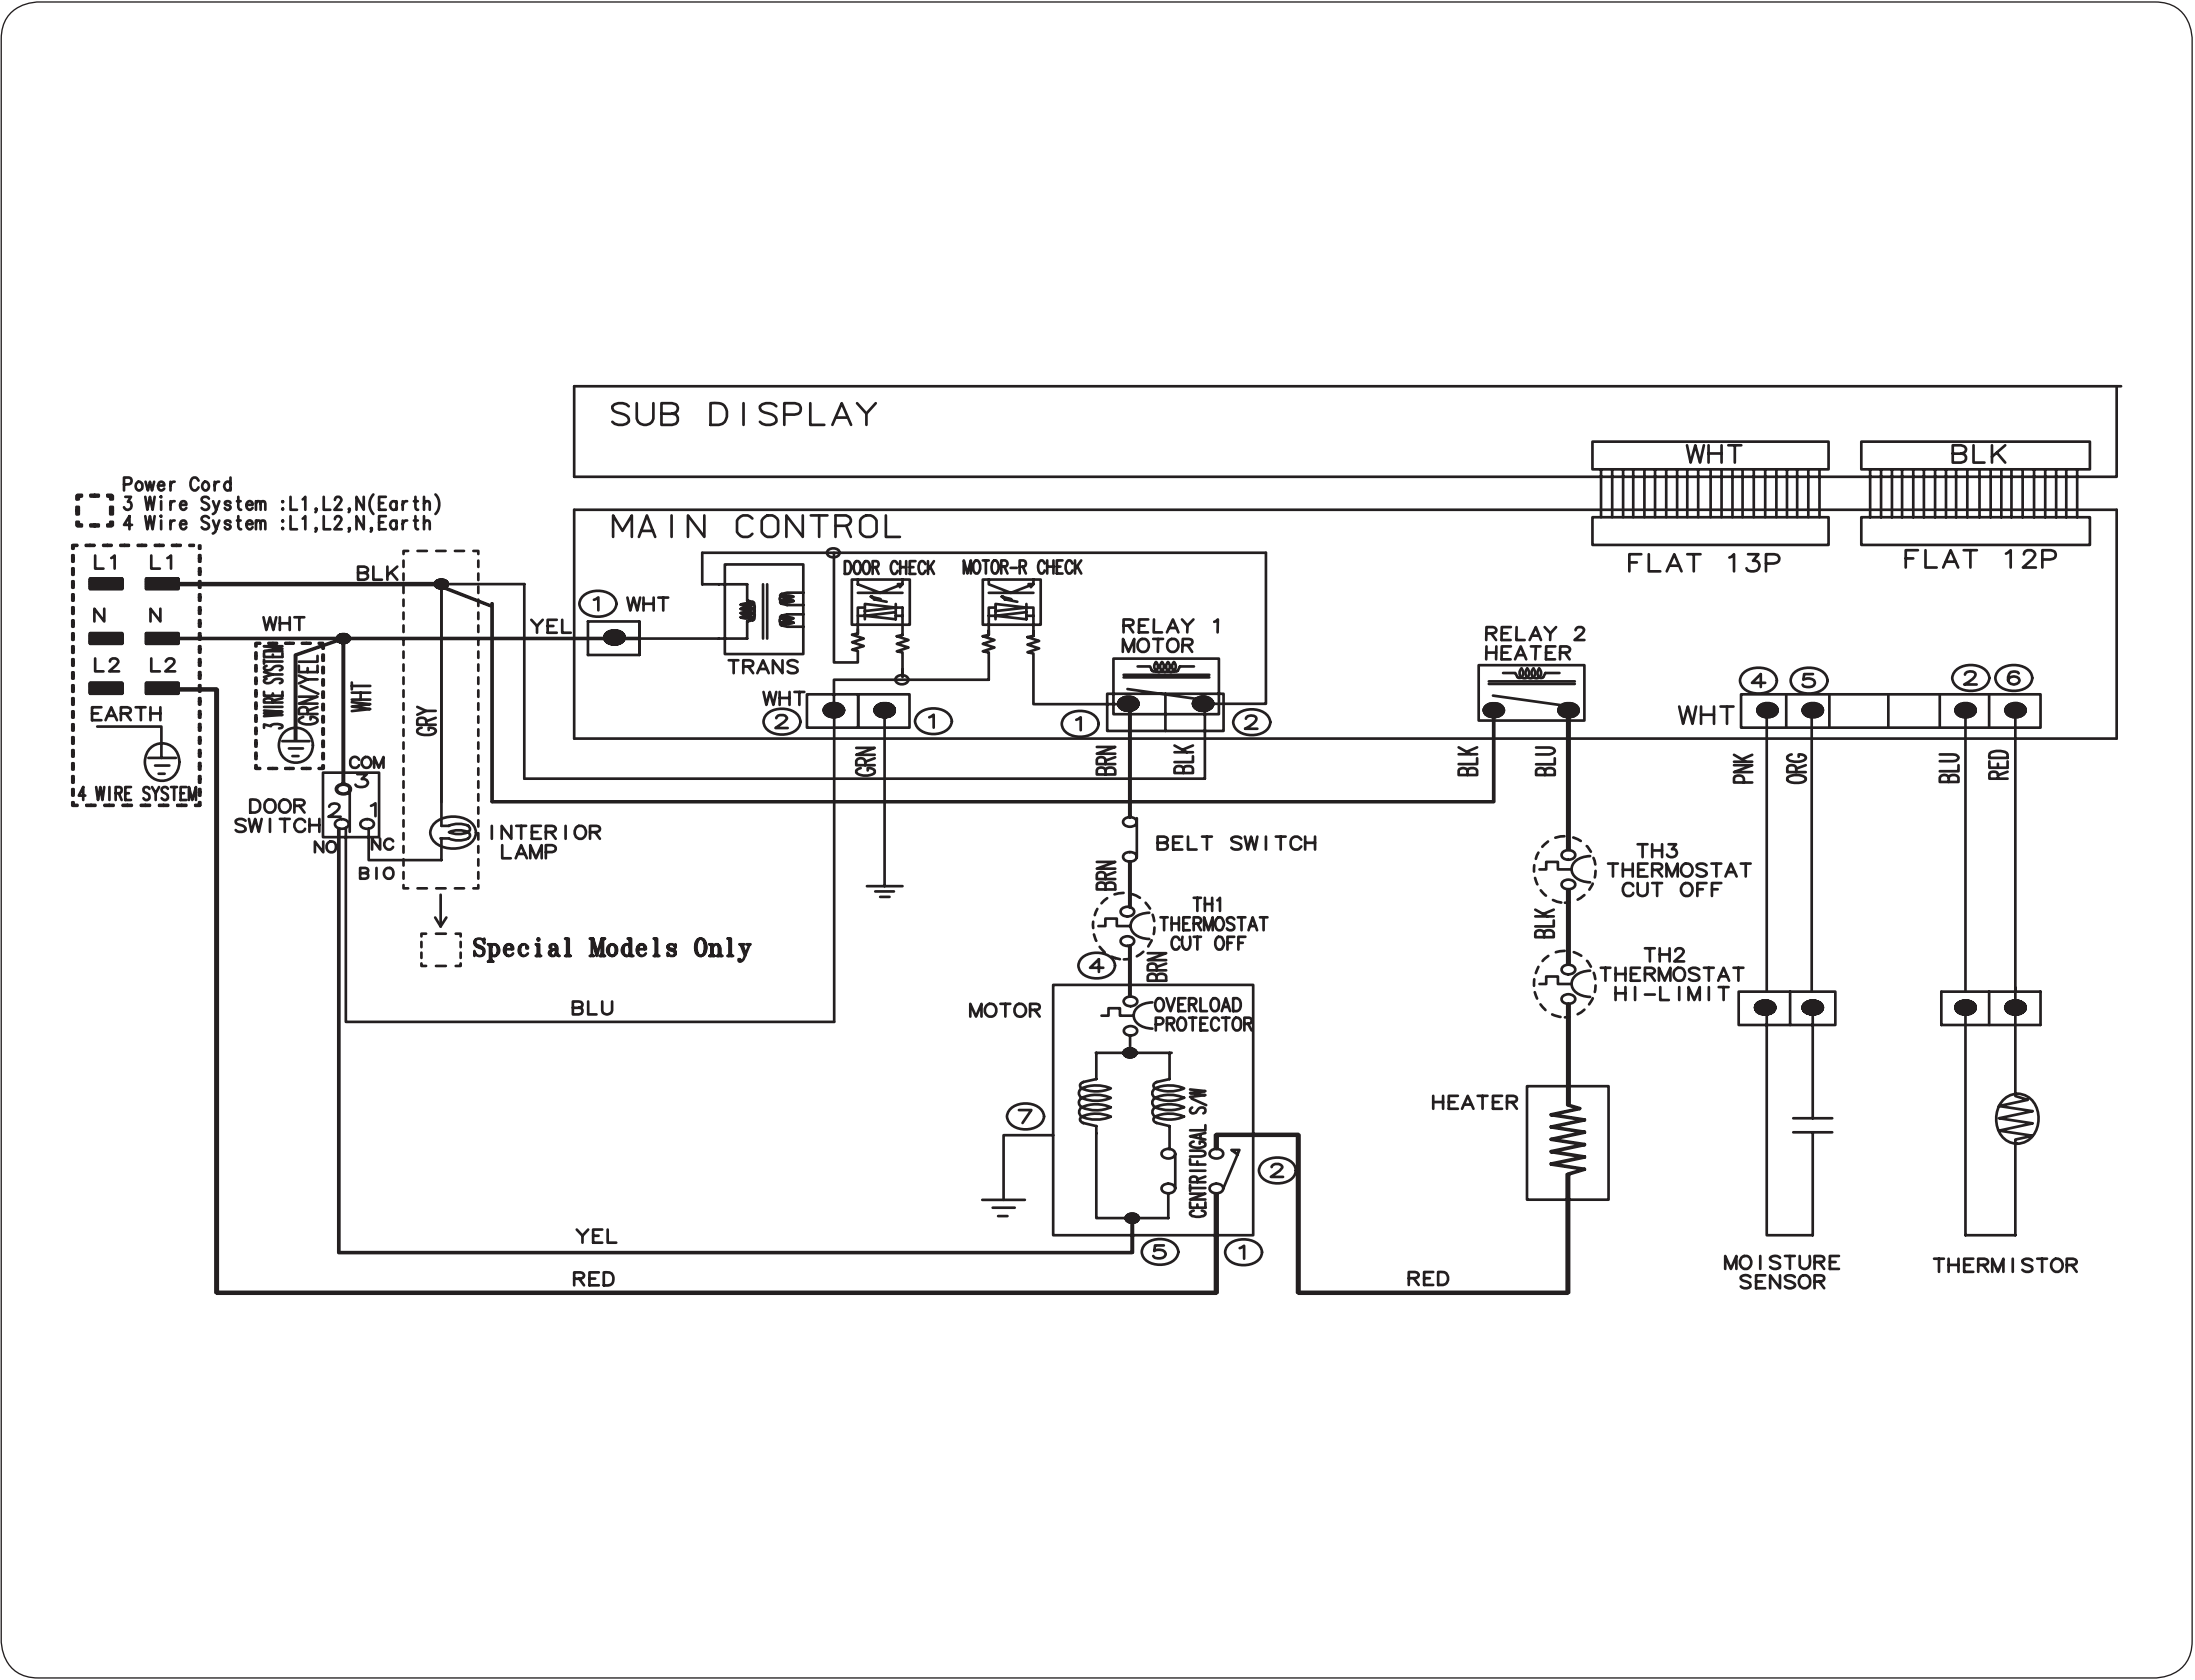 SUB DISPLAY
WHT
BLK
Power Cord
3 Wire System :L1,L2,N(Earth)
4 Wire System :L1,L2,N,Earth
MAIN CONTROL
FLAT 13P
FLAT 12P
L1 L1
BLK
DOOR CHECK
MOTOR-R CHECK
N N
WHT
YEL
1 WHT
TRANS
RELAY 1
MOTOR
RELAY 2
HEATER
L2 L2
3 WIRE SYSTEM
GRN/YEL
WHT
GRY
WHT
2
1
1
2
WHT
4
5
2
6
EARTH
4 WIRE SYSTEM
COM
3
2
1
DOOR
SWITCH
NO
NC
BIO
INTERIOR
LAMP
GRN
BRN
BLK
BLK
BLU
PNK
ORG
BLU
RED
BELT SWITCH
BRN
TH1
THERMOSTAT
CUT OFF
4
BRN
TH3
THERMOSTAT
CUT OFF
BLK
TH2
THERMOSTAT
HI-LIMIT
Special Models Only
BLU
MOTOR
OVERLOAD
PROTECTOR
CENTRIFUGAL S/W
7
2
HEATER
YEL
5
1
RED
RED
MOISTURE
SENSOR
THERMISTOR